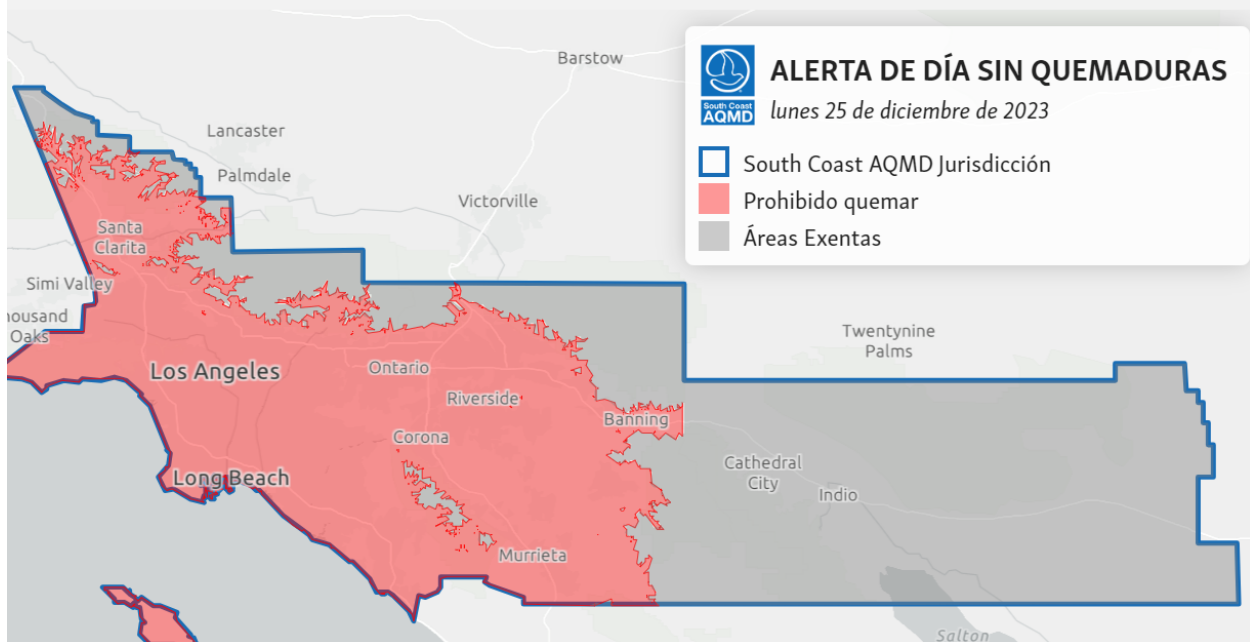 Barstow
South Coast
AQMD
ALERTA DE DÍA SIN QUEMADURAS
lunes 25 de diciembre de 2023
South Coast AQMD Jurisdicción
Prohibido quemar
Áreas Exentas
Lancaster
Palmdale
Victorville
Santa
Clarita
Simi Valley
housand
Oaks
Twentynine
Palms
Los Angeles
Ontario
Riverside
Banning
Corona
Cathedral
City
Long Beach
Indio
Murrieta
Salton